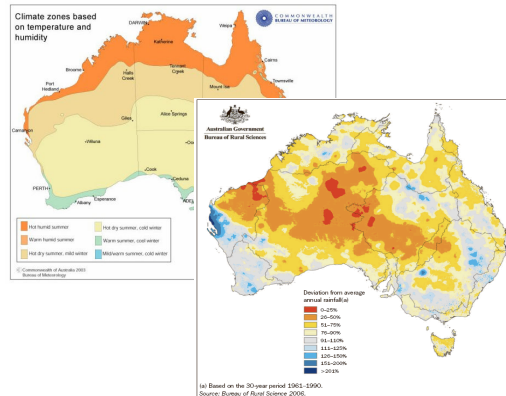 Climate zones based
on temperature and
humidity
COMMONWEALTH
BUREAU OF METEOROLOGY
DARWIN
Weipa
Katherine
Cairns
Broome
Halls
Creek
Tennant
Creek
Townsville
Port
Hedland
Mount Isa
Carnarvon
Giles
Alice Springs
Wiluna
Cook
Ceduna
PERTH
Esperance
Albany
Hot humid summer
Warm humid summer
Hot dry summer, mild winter
Hot dry summer, cold winter
Warm summer, cool winter
Mild/warm summer, cold winter
© Commonwealth of Australia 2003
Bureau of Meteorology
Australian Government
Bureau of Rural Sciences
Deviation from average
annual rainfall(a)
0–25%
26–50%
51–75%
76–90%
91–110%
111–125%
126–150%
151–200%
>201%
(a) Based on the 30-year period 1961–1990.
Source: Bureau of Rural Science 2006.